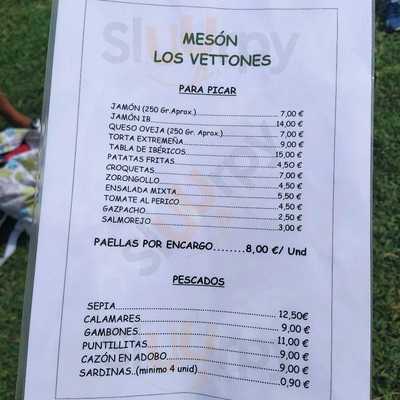 MESÓN
LOS VETTONES
PARA PICAR
JAMÓN (250 Gr.Aprox.)............ 7,00 €
JAMÓN IB............14,00 €
QUESO OVEJA (250 Gr. Aprox.)............7,00 €
TORTA EXTREMEÑA............9,00 €
TABLA DE IBÉRICOS............15,00 €
PATATAS FRITAS............4,50 €
CROQUETAS............7,00 €
ZORONGOLLO............4,50 €
ENSALADA MIXTA............5,50 €
TOMATE AL PERICO............4,50 €
GAZPACHO............2,50 €
SALMOREJO............3,00 €
PAELLAS POR ENCARGO........8,00 €/ Und
PESCADOS
SEPIA............12,50€
CALAMARES............9,00 €
GAMBONES............11,00 €
PUNTILLITAS............9,00 €
CAZÓN EN ADOBO............9,00 €
SARDINAS..(minimo 4 unid)............0,90 €